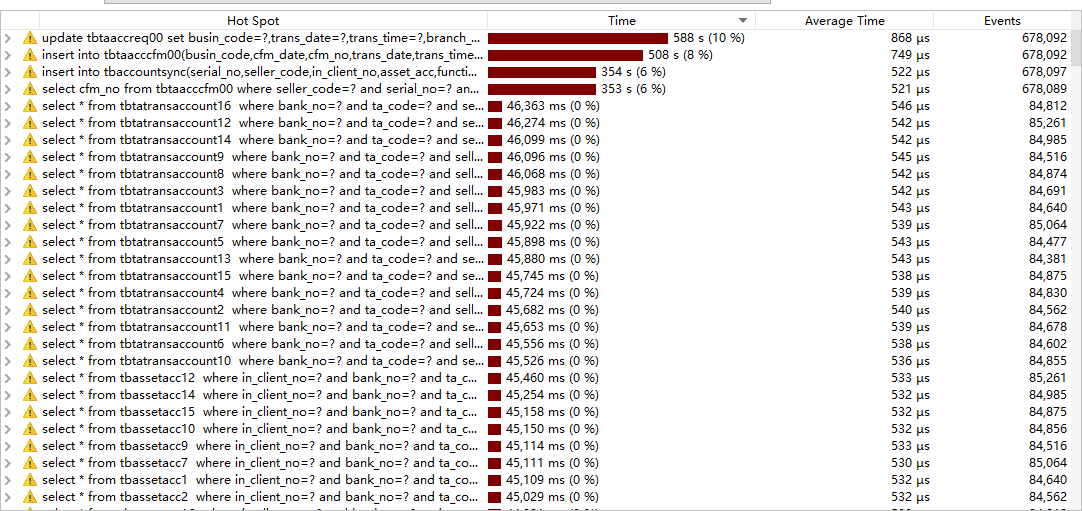 Hot Spot Time Average Time Events
update tbtaaccreq00 set busin_code=?,trans_date=?,trans_time=?,branch_... 588 s (10 %) 868 µs 678,092
insert into tbtaacccfm00(busin_code,cfm_date,cfm_no,trans_date,trans_time... 508 s (8 %) 749 µs 678,092
insert into tbaccountsync(serial_no,seller_code,in_client_no,asset_acc,functi... 354 s (6 %) 522 µs 678,097
select cfm_no from tbtaacccfm00 where seller_code=? and serial_no=? an... 353 s (6 %) 521 µs 678,089
select * from tbtatransaccount16 where bank_no=? and ta_code=? and se... 46,363 ms (0 %) 546 µs 84,812
select * from tbtatransaccount12 where bank_no=? and ta_code=? and se... 46,274 ms (0 %) 542 µs 85,261
select * from tbtatransaccount14 where bank_no=? and ta_code=? and se... 46,099 ms (0 %) 542 µs 84,985
select * from tbtatransaccount9 where bank_no=? and ta_code=? and sell... 46,096 ms (0 %) 545 µs 84,516
select * from tbtatransaccount8 where bank_no=? and ta_code=? and sell... 46,068 ms (0 %) 542 µs 84,874
select * from tbtatransaccount3 where bank_no=? and ta_code=? and sell... 45,983 ms (0 %) 542 µs 84,691
select * from tbtatransaccount1 where bank_no=? and ta_code=? and sell... 45,971 ms (0 %) 543 µs 84,640
select * from tbtatransaccount7 where bank_no=? and ta_code=? and sell... 45,922 ms (0 %) 539 µs 85,064
select * from tbtatransaccount5 where bank_no=? and ta_code=? and sell... 45,898 ms (0 %) 543 µs 84,477
select * from tbtatransaccount13 where bank_no=? and ta_code=? and se... 45,880 ms (0 %) 543 µs 84,381
select * from tbtatransaccount15 where bank_no=? and ta_code=? and se... 45,745 ms (0 %) 538 µs 84,875
select * from tbtatransaccount4 where bank_no=? and ta_code=? and sell... 45,724 ms (0 %) 539 µs 84,830
select * from tbtatransaccount2 where bank_no=? and ta_code=? and sell... 45,682 ms (0 %) 540 µs 84,562
select * from tbtatransaccount11 where bank_no=? and ta_code=? and se... 45,653 ms (0 %) 539 µs 84,678
select * from tbtatransaccount6 where bank_no=? and ta_code=? and sell... 45,556 ms (0 %) 538 µs 84,602
select * from tbtatransaccount10 where bank_no=? and ta_code=? and se... 45,526 ms (0 %) 536 µs 84,855
select * from tbassetacc12 where in_client_no=? and bank_no=? and ta_c... 45,460 ms (0 %) 533 µs 85,261
select * from tbassetacc14 where in_client_no=? and bank_no=? and ta_c... 45,254 ms (0 %) 532 µs 84,985
select * from tbassetacc15 where in_client_no=? and bank_no=? and ta_c... 45,158 ms (0 %) 532 µs 84,875
select * from tbassetacc10 where in_client_no=? and bank_no=? and ta_c... 45,150 ms (0 %) 532 µs 84,856
select * from tbassetacc9 where in_client_no=? and bank_no=? and ta_co... 45,114 ms (0 %) 533 µs 84,516
select * from tbassetacc7 where in_client_no=? and bank_no=? and ta_co... 45,111 ms (0 %) 530 µs 85,064
select * from tbassetacc1 where in_client_no=? and bank_no=? and ta_co... 45,109 ms (0 %) 532 µs 84,640
select * from tbassetacc2 where in_client_no=? and bank_no=? and ta_co... 45,029 ms (0 %) 532 µs 84,562